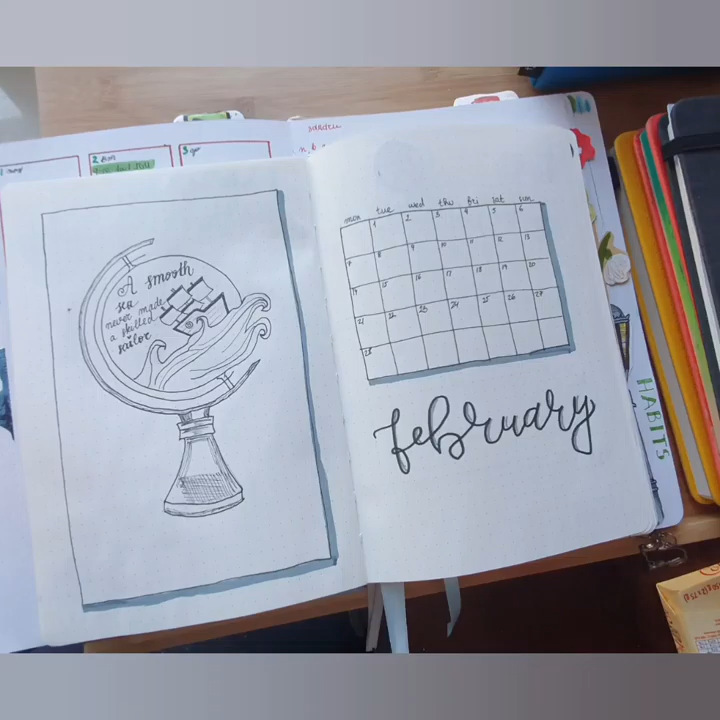 A smooth
sea
never made
a skilled
sailor
mon tue wed thu fri sat sun
1 2 3 4 5 6
7 8 9 10 11 12 13
14 15 16 17 18 19 20
21 22 23 24 25 26 27
28
february
2
3
HABITS